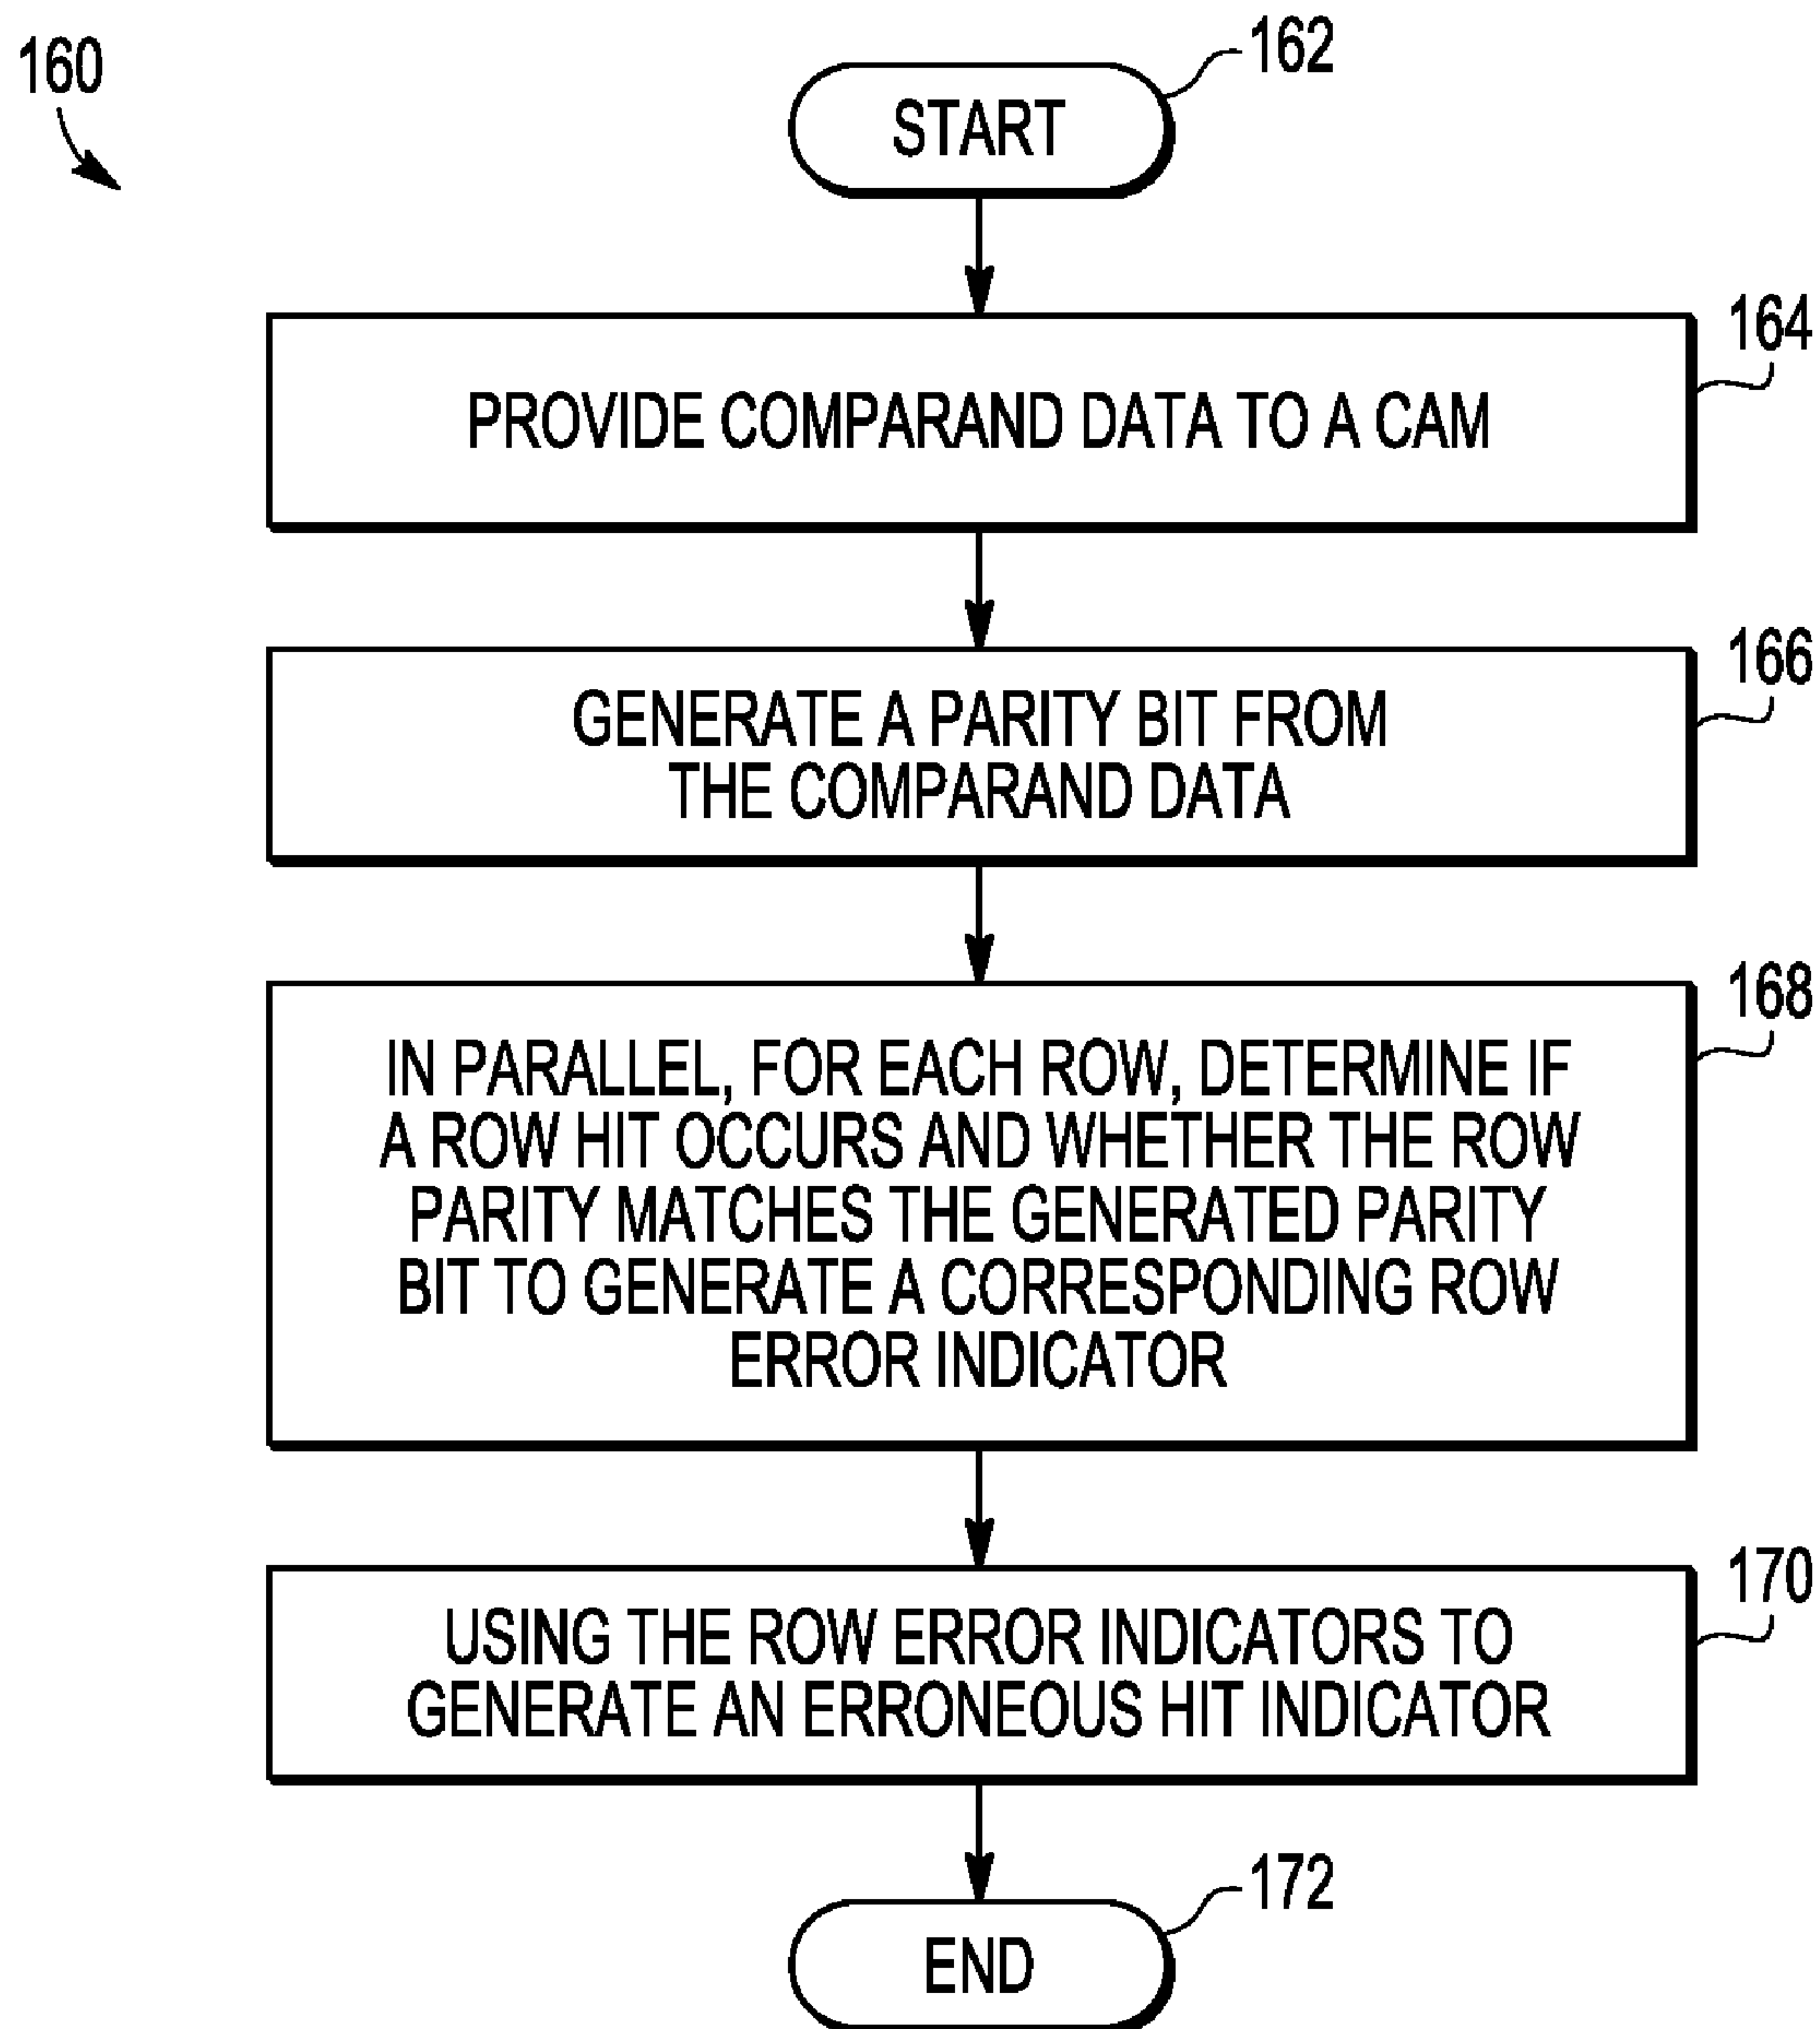 160
162
START
164
PROVIDE COMPARAND DATA TO A CAM
166
GENERATE A PARITY BIT FROM
THE COMPARAND DATA
168
IN PARALLEL, FOR EACH ROW, DETERMINE IF
A ROW HIT OCCURS AND WHETHER THE ROW
PARITY MATCHES THE GENERATED PARITY
BIT TO GENERATE A CORRESPONDING ROW
ERROR INDICATOR
170
USING THE ROW ERROR INDICATORS TO
GENERATE AN ERRONEOUS HIT INDICATOR
172
END